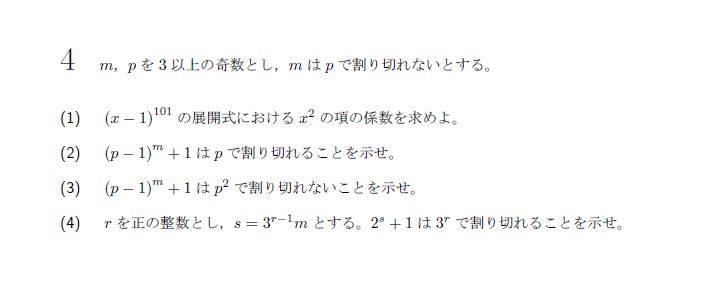 4 m, p を 3 以上の奇数とし，m は p で割り切れないとする。
(1) (x − 1)^101 の展開式における x^2 の項の係数を求めよ。
(2) (p − 1)^m + 1 は p で割り切れることを示せ。
(3) (p − 1)^m + 1 は p^2 で割り切れないことを示せ。
(4) r を正の整数とし，s = 3^{r−1}m とする。2^s + 1 は 3^r で割り切れることを示せ。